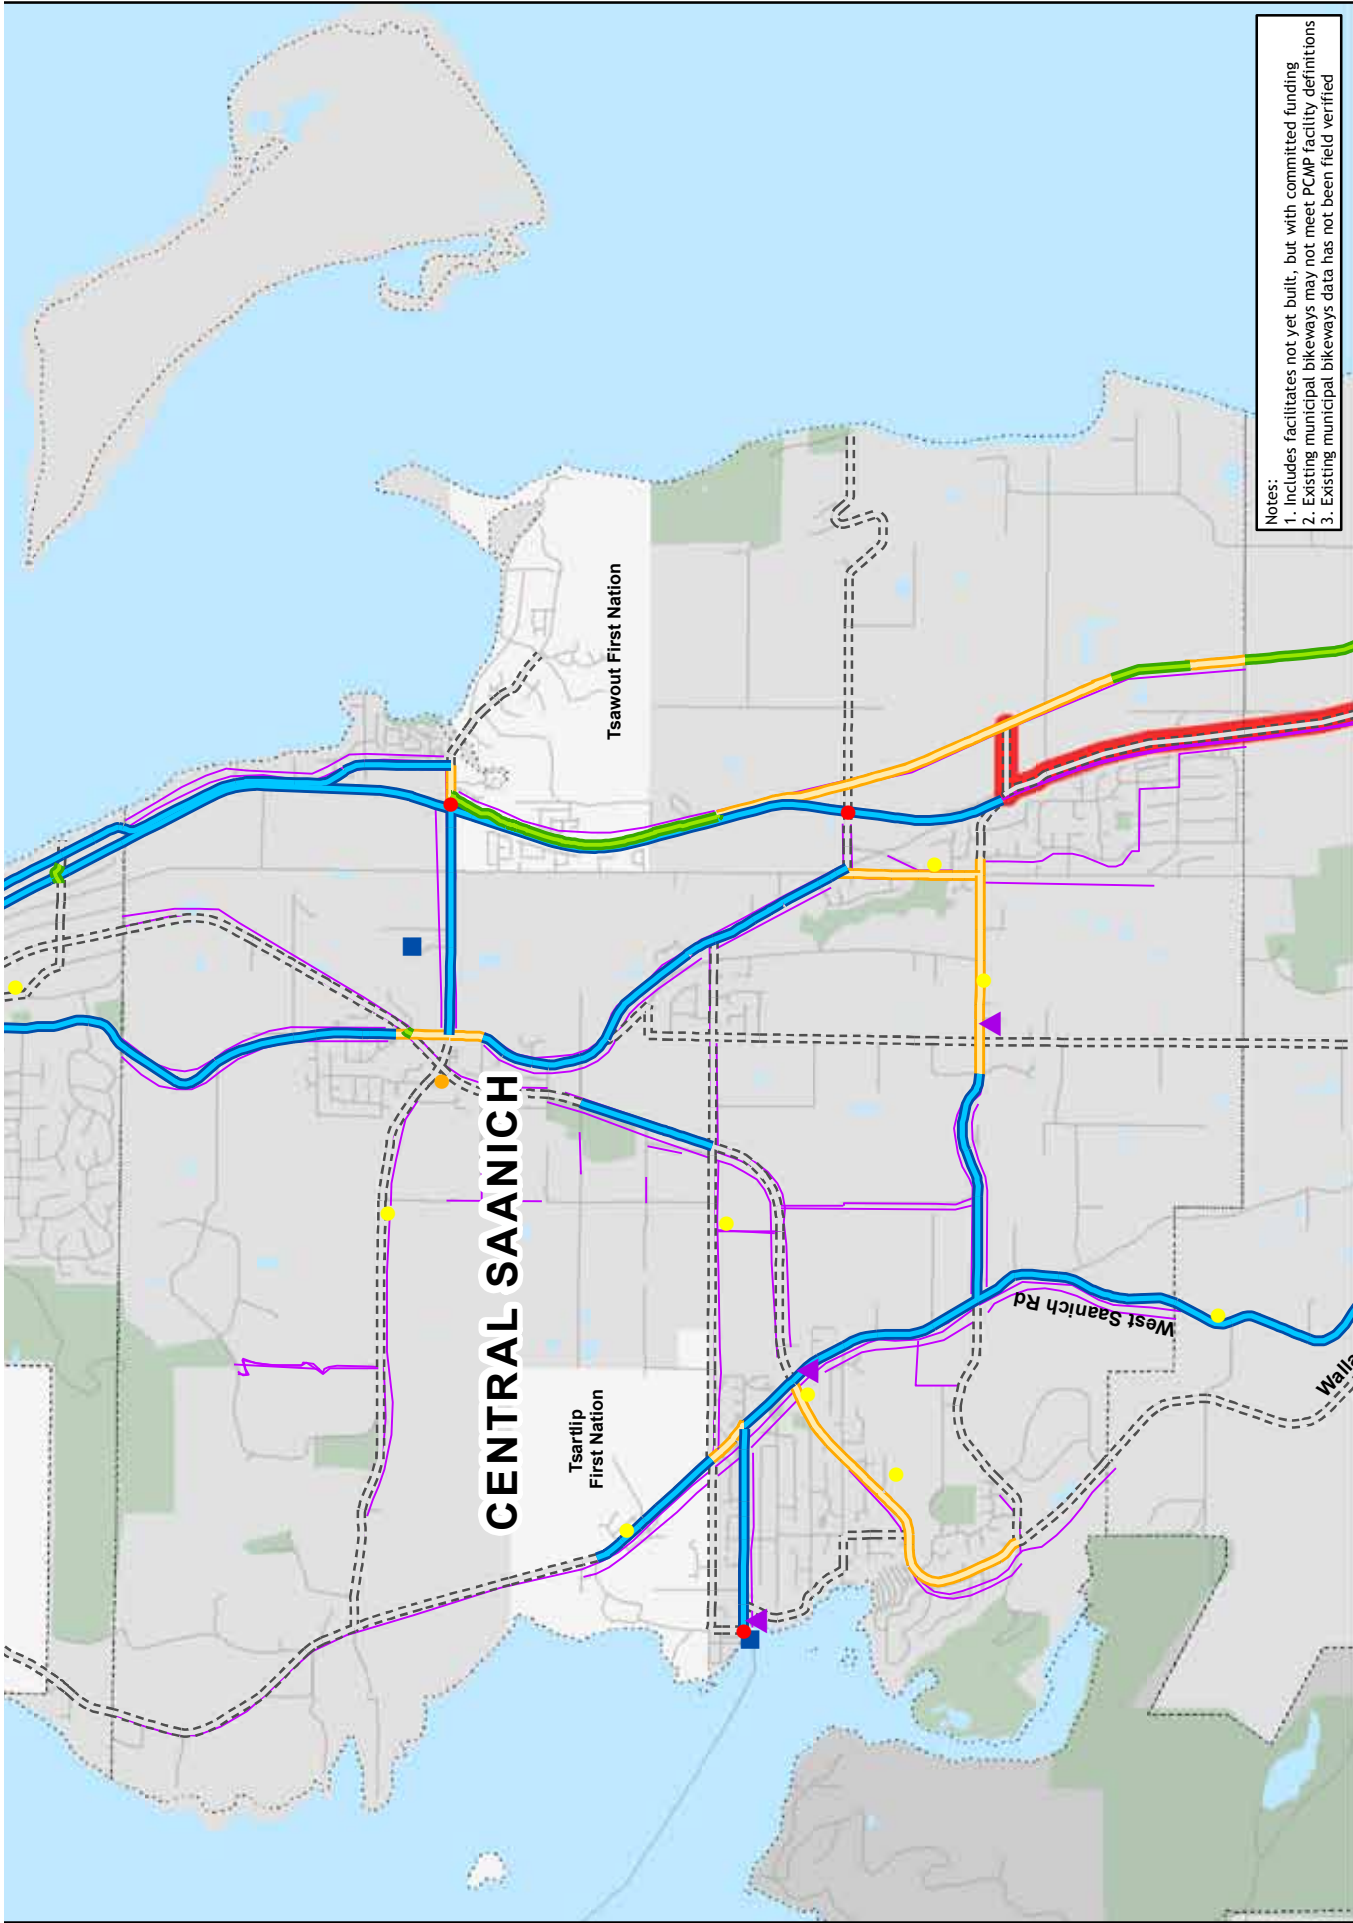 CENTRAL SAANICH
Tsartlip
First Nation
Tsawout First Nation
West Saanich Rd
Walla
Notes:
1. Includes facilitates not yet built, but with committed funding
2. Existing municipal bikeways may not meet PCMP facility definitions
3. Existing municipal bikeways data has not been field verified